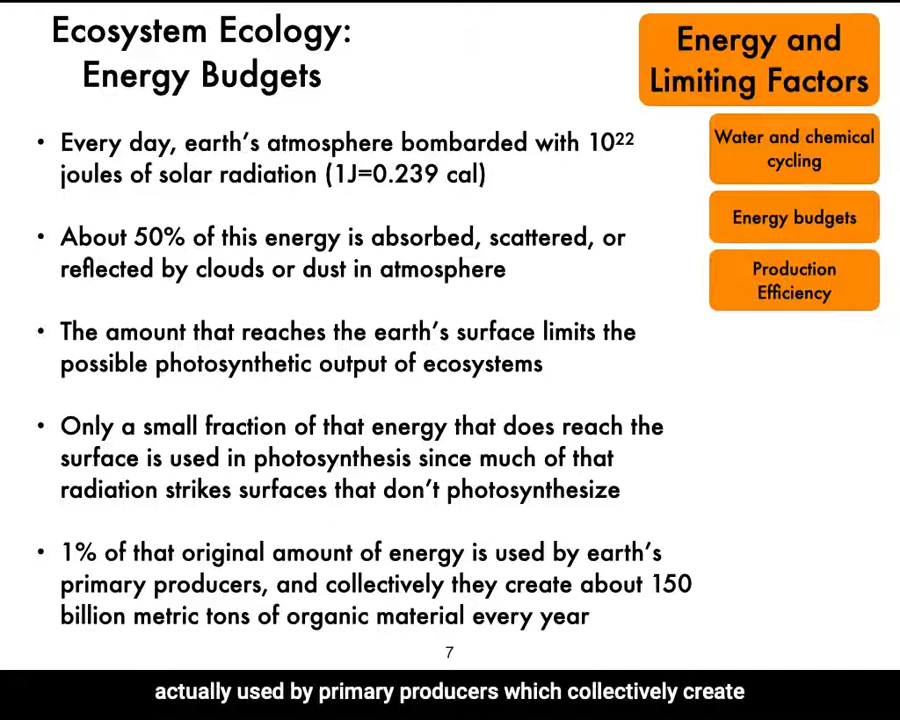 Ecosystem Ecology:
Energy Budgets
Energy and
Limiting Factors
Water and chemical
cycling
Energy budgets
Production
Efficiency
• Every day, earth’s atmosphere bombarded with 10²²
joules of solar radiation (1J=0.239 cal)
• About 50% of this energy is absorbed, scattered, or
reflected by clouds or dust in atmosphere
• The amount that reaches the earth’s surface limits the
possible photosynthetic output of ecosystems
• Only a small fraction of that energy that does reach the
surface is used in photosynthesis since much of that
radiation strikes surfaces that don’t photosynthesize
• 1% of that original amount of energy is used by earth’s
primary producers, and collectively they create about 150
billion metric tons of organic material every year
7
actually used by primary producers which collectively create